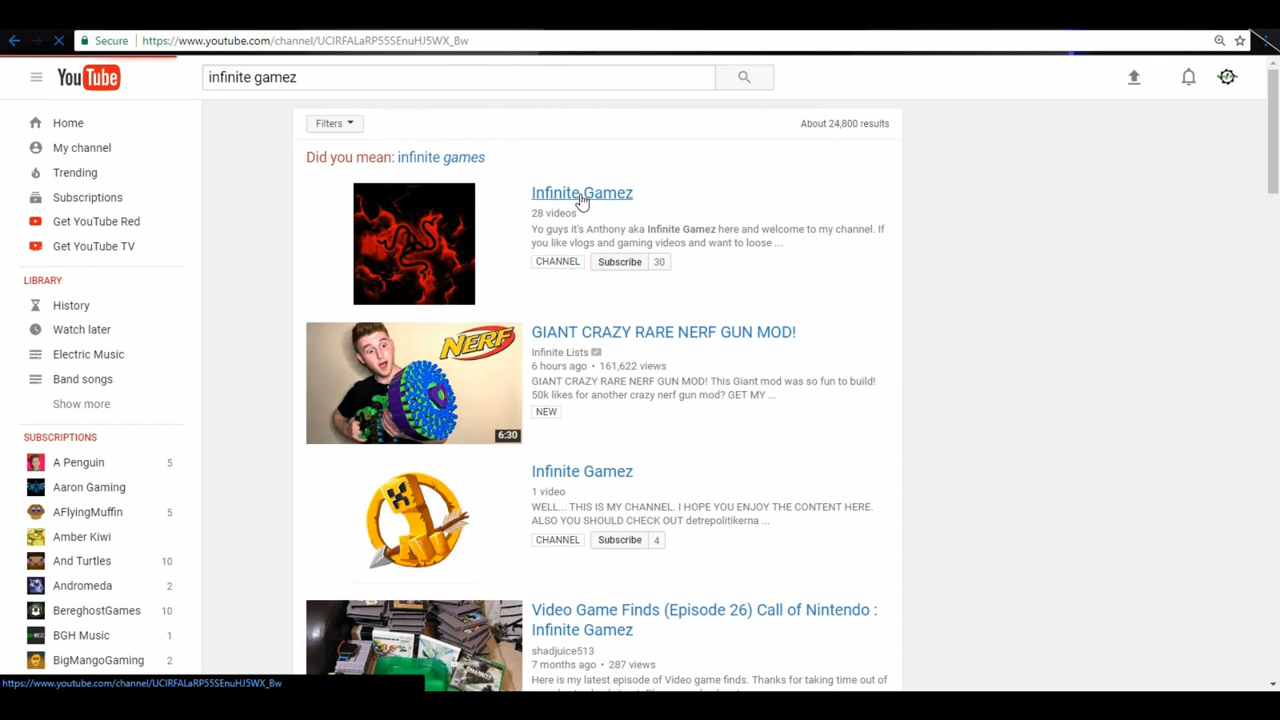 Secure https://www.youtube.com/channel/UCIRFALaRP55SEnuHJ5WX_Bw
YouTube
infinite gamez
Home
My channel
Trending
Subscriptions
Get YouTube Red
Get YouTube TV
LIBRARY
History
Watch later
Electric Music
Band songs
Show more
SUBSCRIPTIONS
A Penguin 5
Aaron Gaming
AFlyingMuffin 5
Amber Kiwi
And Turtles 10
Andromeda 2
BereghostGames 10
BGH Music 1
BigMangoGaming 2
Filters About 24,800 results
Did you mean: infinite games
Infinite Gamez
28 videos
Yo guys it's Anthony aka Infinite Gamez here and welcome to my channel. If
you like vlogs and gaming videos and want to loose ...
CHANNEL Subscribe 30
NERF
6:30
GIANT CRAZY RARE NERF GUN MOD!
Infinite Lists
6 hours ago • 161,622 views
GIANT CRAZY RARE NERF GUN MOD! This Giant mod was so fun to build!
50k likes for another crazy nerf gun mod? GET MY ...
NEW
Infinite Gamez
1 video
WELL... THIS IS MY CHANNEL. I HOPE YOU ENJOY THE CONTENT HERE.
ALSO YOU SHOULD CHECK OUT detrepolitikerna ...
CHANNEL Subscribe 4
Video Game Finds (Episode 26) Call of Nintendo :
Infinite Gamez
shadjuice513
7 months ago • 287 views
Here is my latest episode of Video game finds. Thanks for taking time out of
https://www.youtube.com/channel/UCIRFALaRP55SEnuHJ5WX_Bw